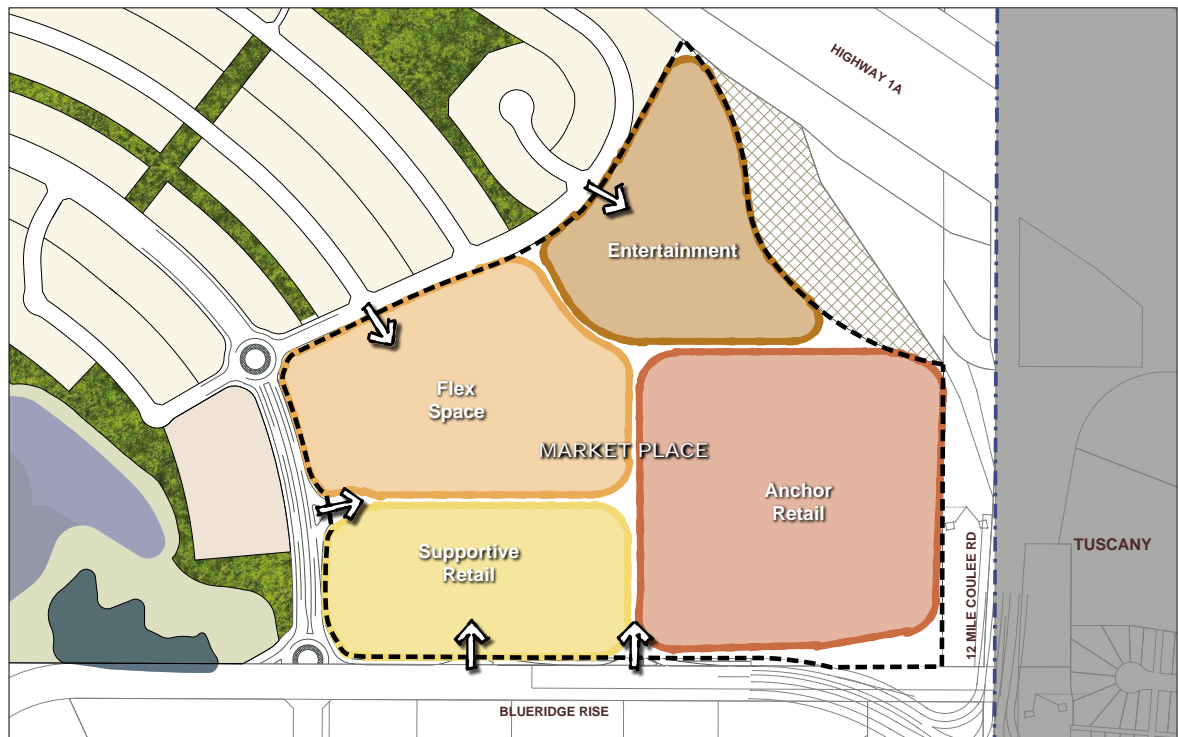 HIGHWAY 1A
Entertainment
Flex
Space
MARKET PLACE
Anchor
Retail
Supportive
Retail
12 MILE COULEE RD
TUSCANY
BLUERIDGE RISE